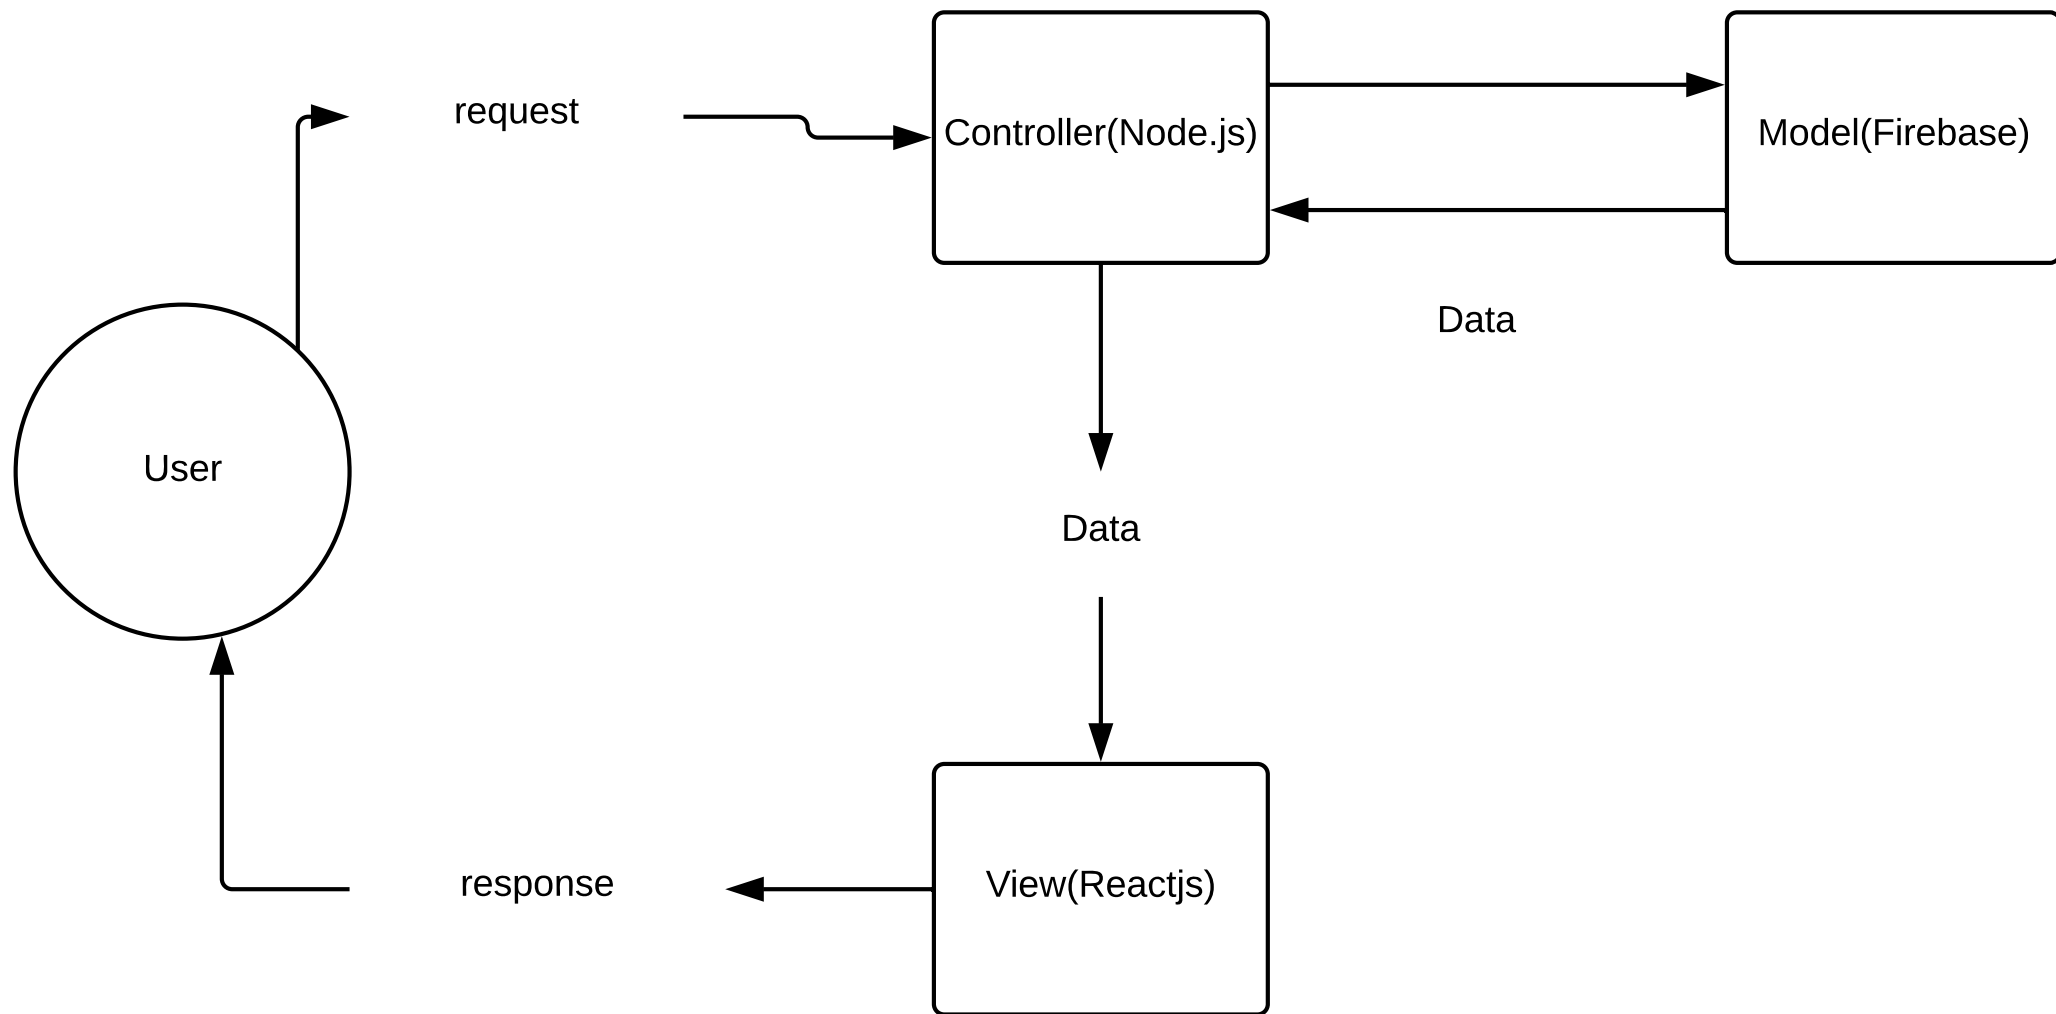 request
Controller(Node.js)
Model(Firebase)
Data
User
Data
response
View(Reactjs)